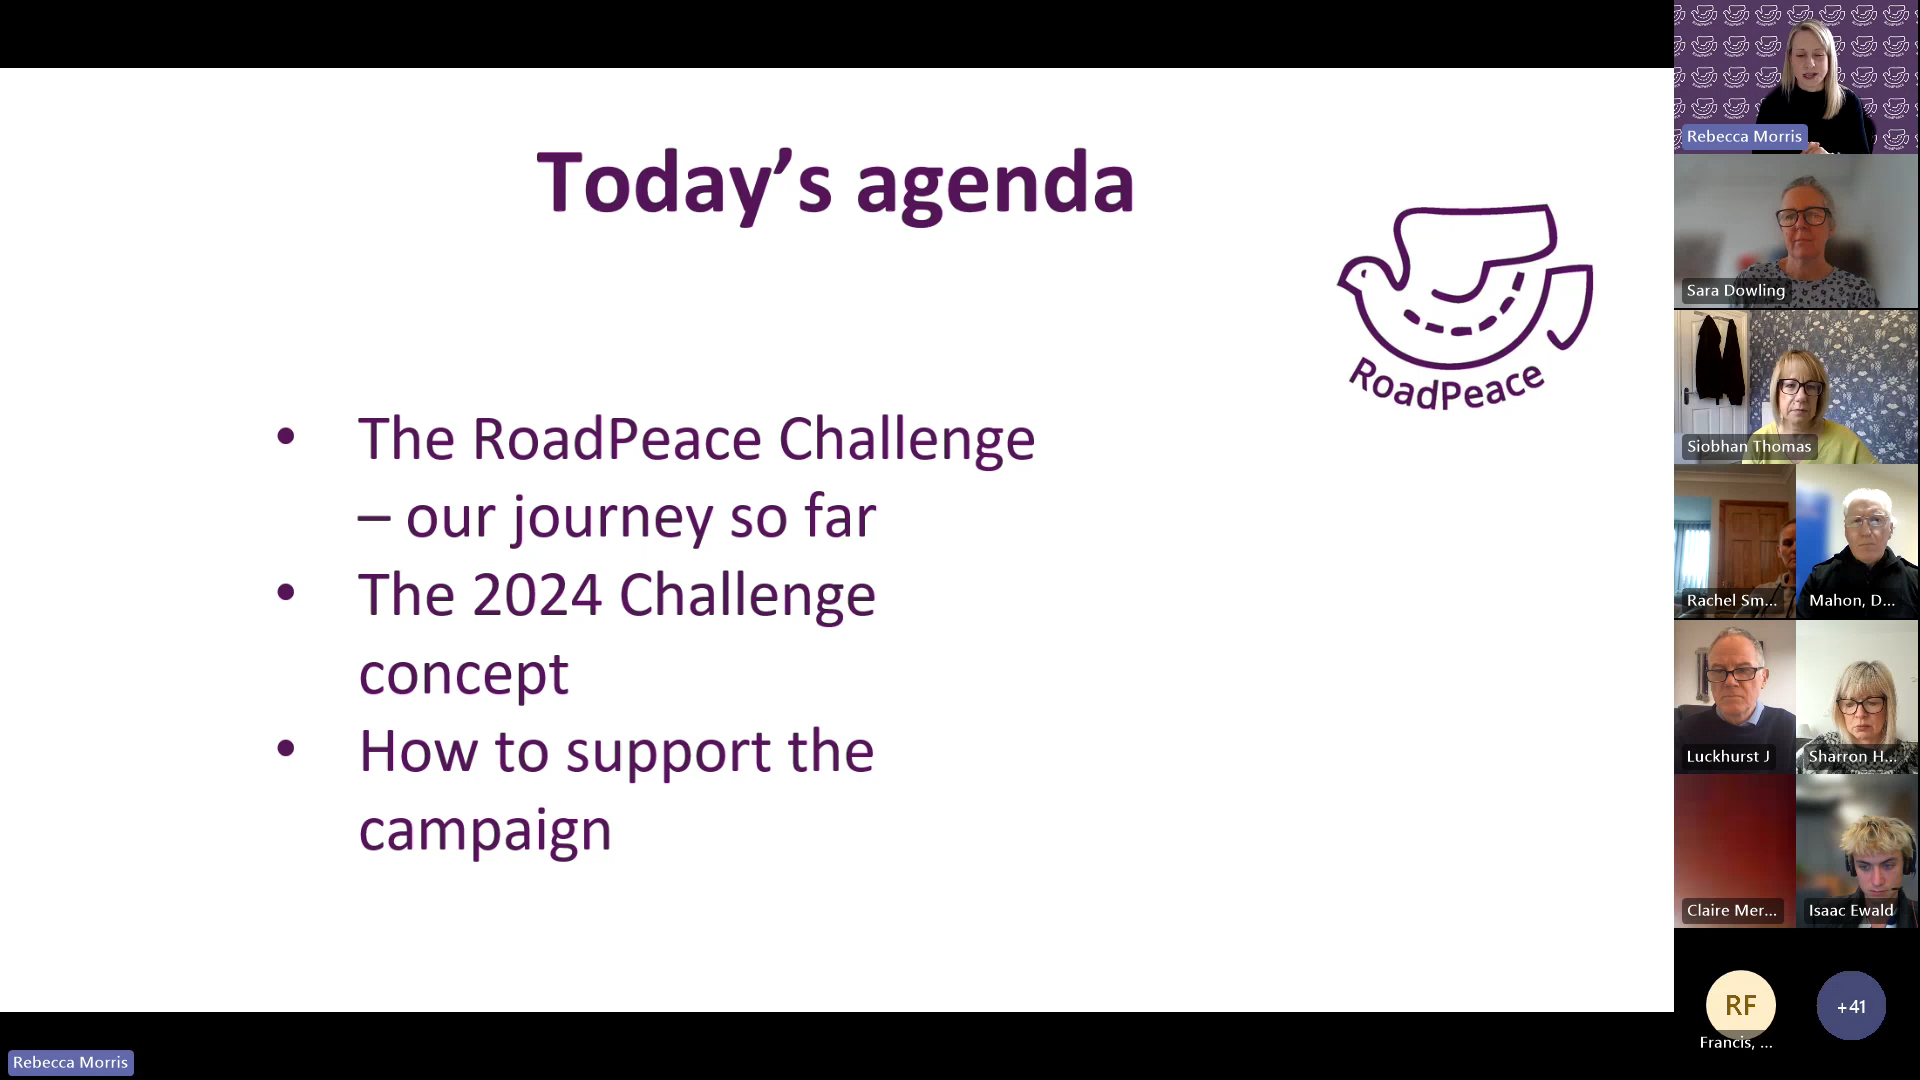 Today’s agenda
RoadPeace
• The RoadPeace Challenge
– our journey so far
• The 2024 Challenge
concept
• How to support the
campaign
Rebecca Morris
Rebecca Morris
Sara Dowling
Siobhan Thomas
Rachel Sm...
Mahon, D...
Luckhurst J
Sharron H...
Claire Mer...
Isaac Ewald
RF
Francis, ...
+41